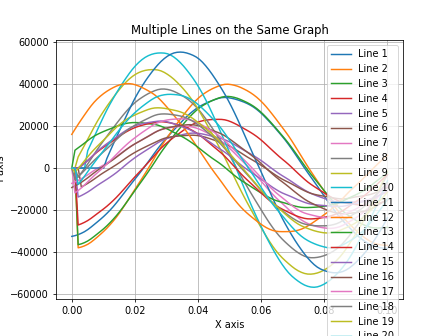 Multiple Lines on the Same Graph
60000
40000
20000
0
−20000
−40000
−60000
0.00
0.02
0.04
0.06
X axis
Line 1
Line 2
Line 3
Line 4
Line 5
Line 6
Line 7
Line 8
Line 9
Line 10
Line 11
Line 12
Line 13
Line 14
Line 15
Line 16
Line 17
Line 18
Line 19
Line 20